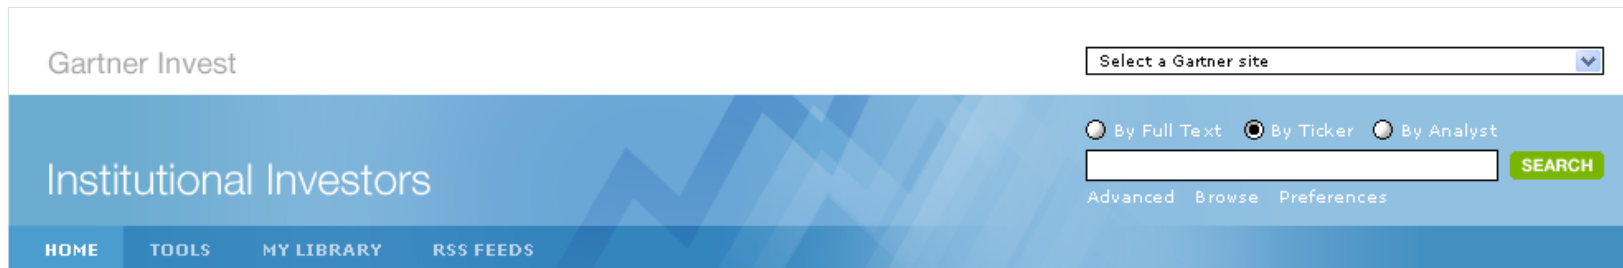 Gartner Invest
Select a Gartner site
By Full Text By Ticker By Analyst
Institutional Investors
SEARCH
Advanced Browse Preferences
HOME TOOLS MY LIBRARY RSS FEEDS